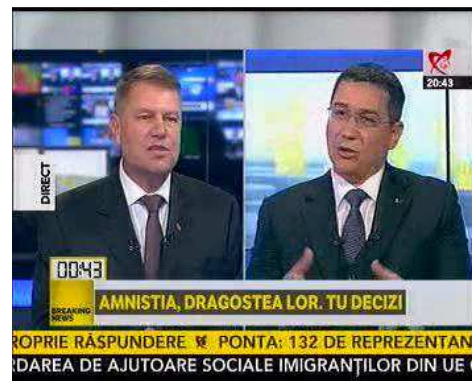 20:43
DIRECT
00:43
BREAKING NEWS
AMNISTIA, DRAGOSTEA LOR. TU DECIZI
ROPRIE RĂSPUNDERE PONTA: 132 DE REPREZENTAN
RDAREA DE AJUTOARE SOCIALE IMIGRANȚILOR DIN UE